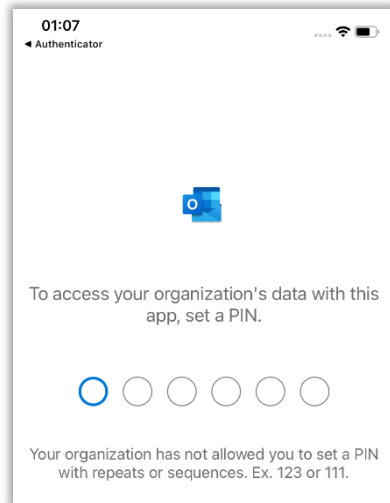 01:07
◀ Authenticator
O
To access your organization's data with this
app, set a PIN.
Your organization has not allowed you to set a PIN
with repeats or sequences. Ex. 123 or 111.